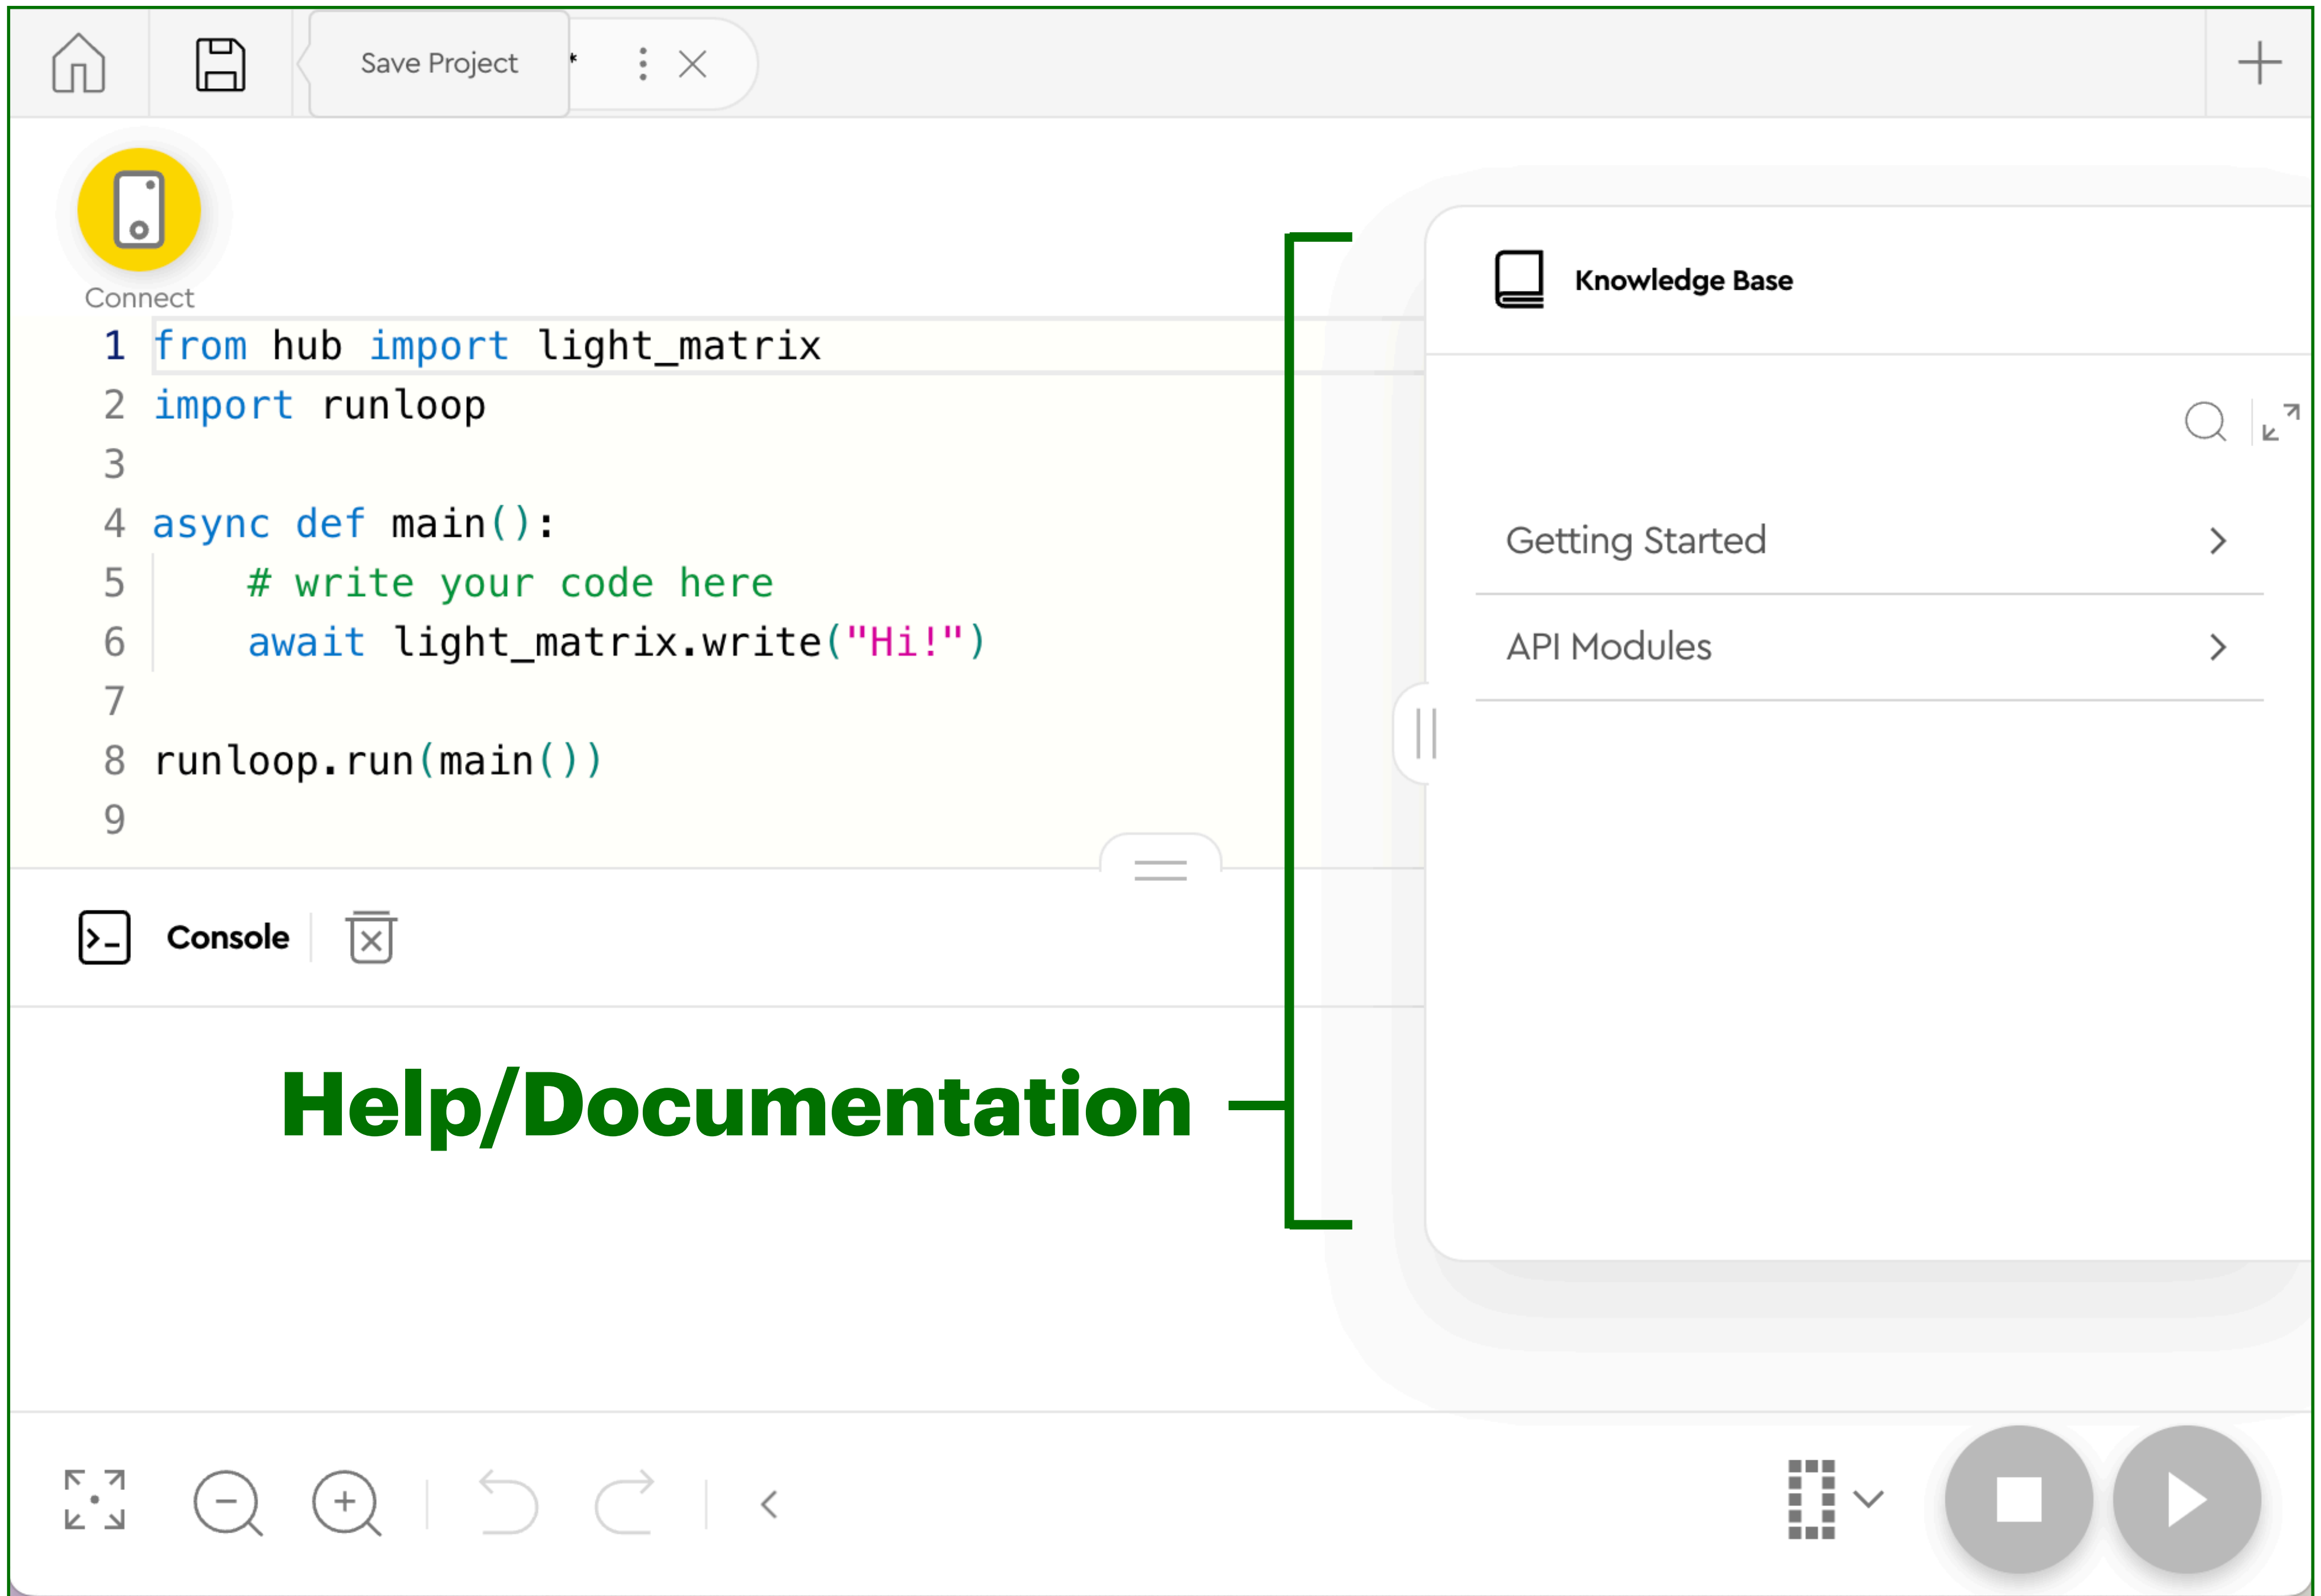 Save Project *
Connect
1 from hub import light_matrix
2 import runloop
3
4 async def main():
5     # write your code here
6     await light_matrix.write("Hi!")
7
8 runloop.run(main())
9
Console
Help/Documentation
Knowledge Base
Getting Started
API Modules